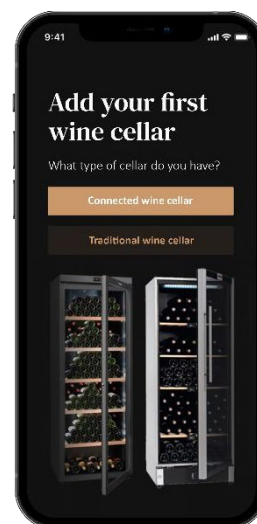 9:41
Add your first
wine cellar
What type of cellar do you have?
Connected wine cellar
Traditional wine cellar